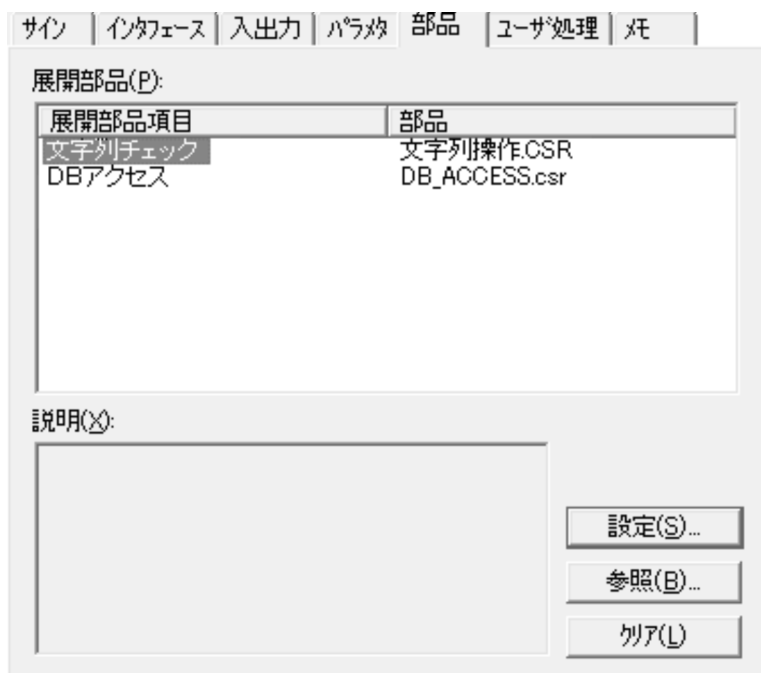 サイン インタフェース 入出力 パラメタ 部品 ユーザ処理 メモ
展開部品(P):
展開部品項目 部品
文字列チェック 文字列操作.CSR
DBアクセス DB_ACCESS.csr
説明(X):
設定(S)...
参照(B)...
クリア(L)